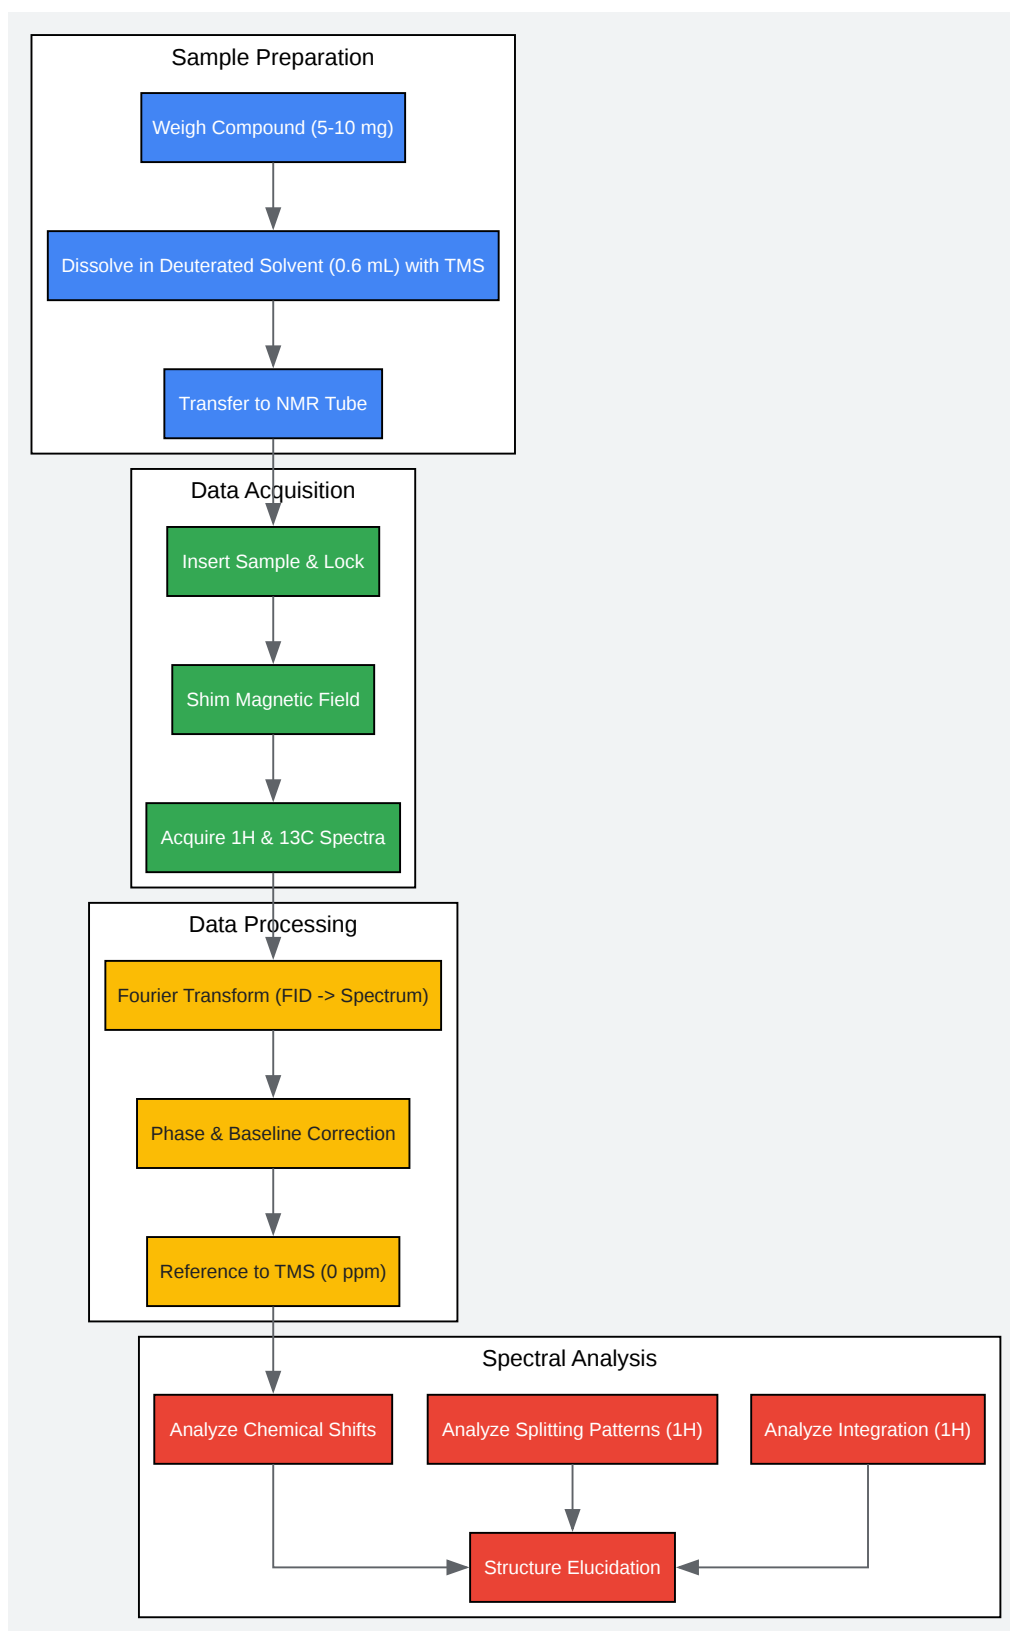 Sample Preparation
Weigh Compound (5-10 mg)
Dissolve in Deuterated Solvent (0.6 mL) with TMS
Transfer to NMR Tube
Data Acquisition
Insert Sample & Lock
Shim Magnetic Field
Acquire 1H & 13C Spectra
Data Processing
Fourier Transform (FID -> Spectrum)
Phase & Baseline Correction
Reference to TMS (0 ppm)
Spectral Analysis
Analyze Chemical Shifts
Analyze Splitting Patterns (1H)
Analyze Integration (1H)
Structure Elucidation